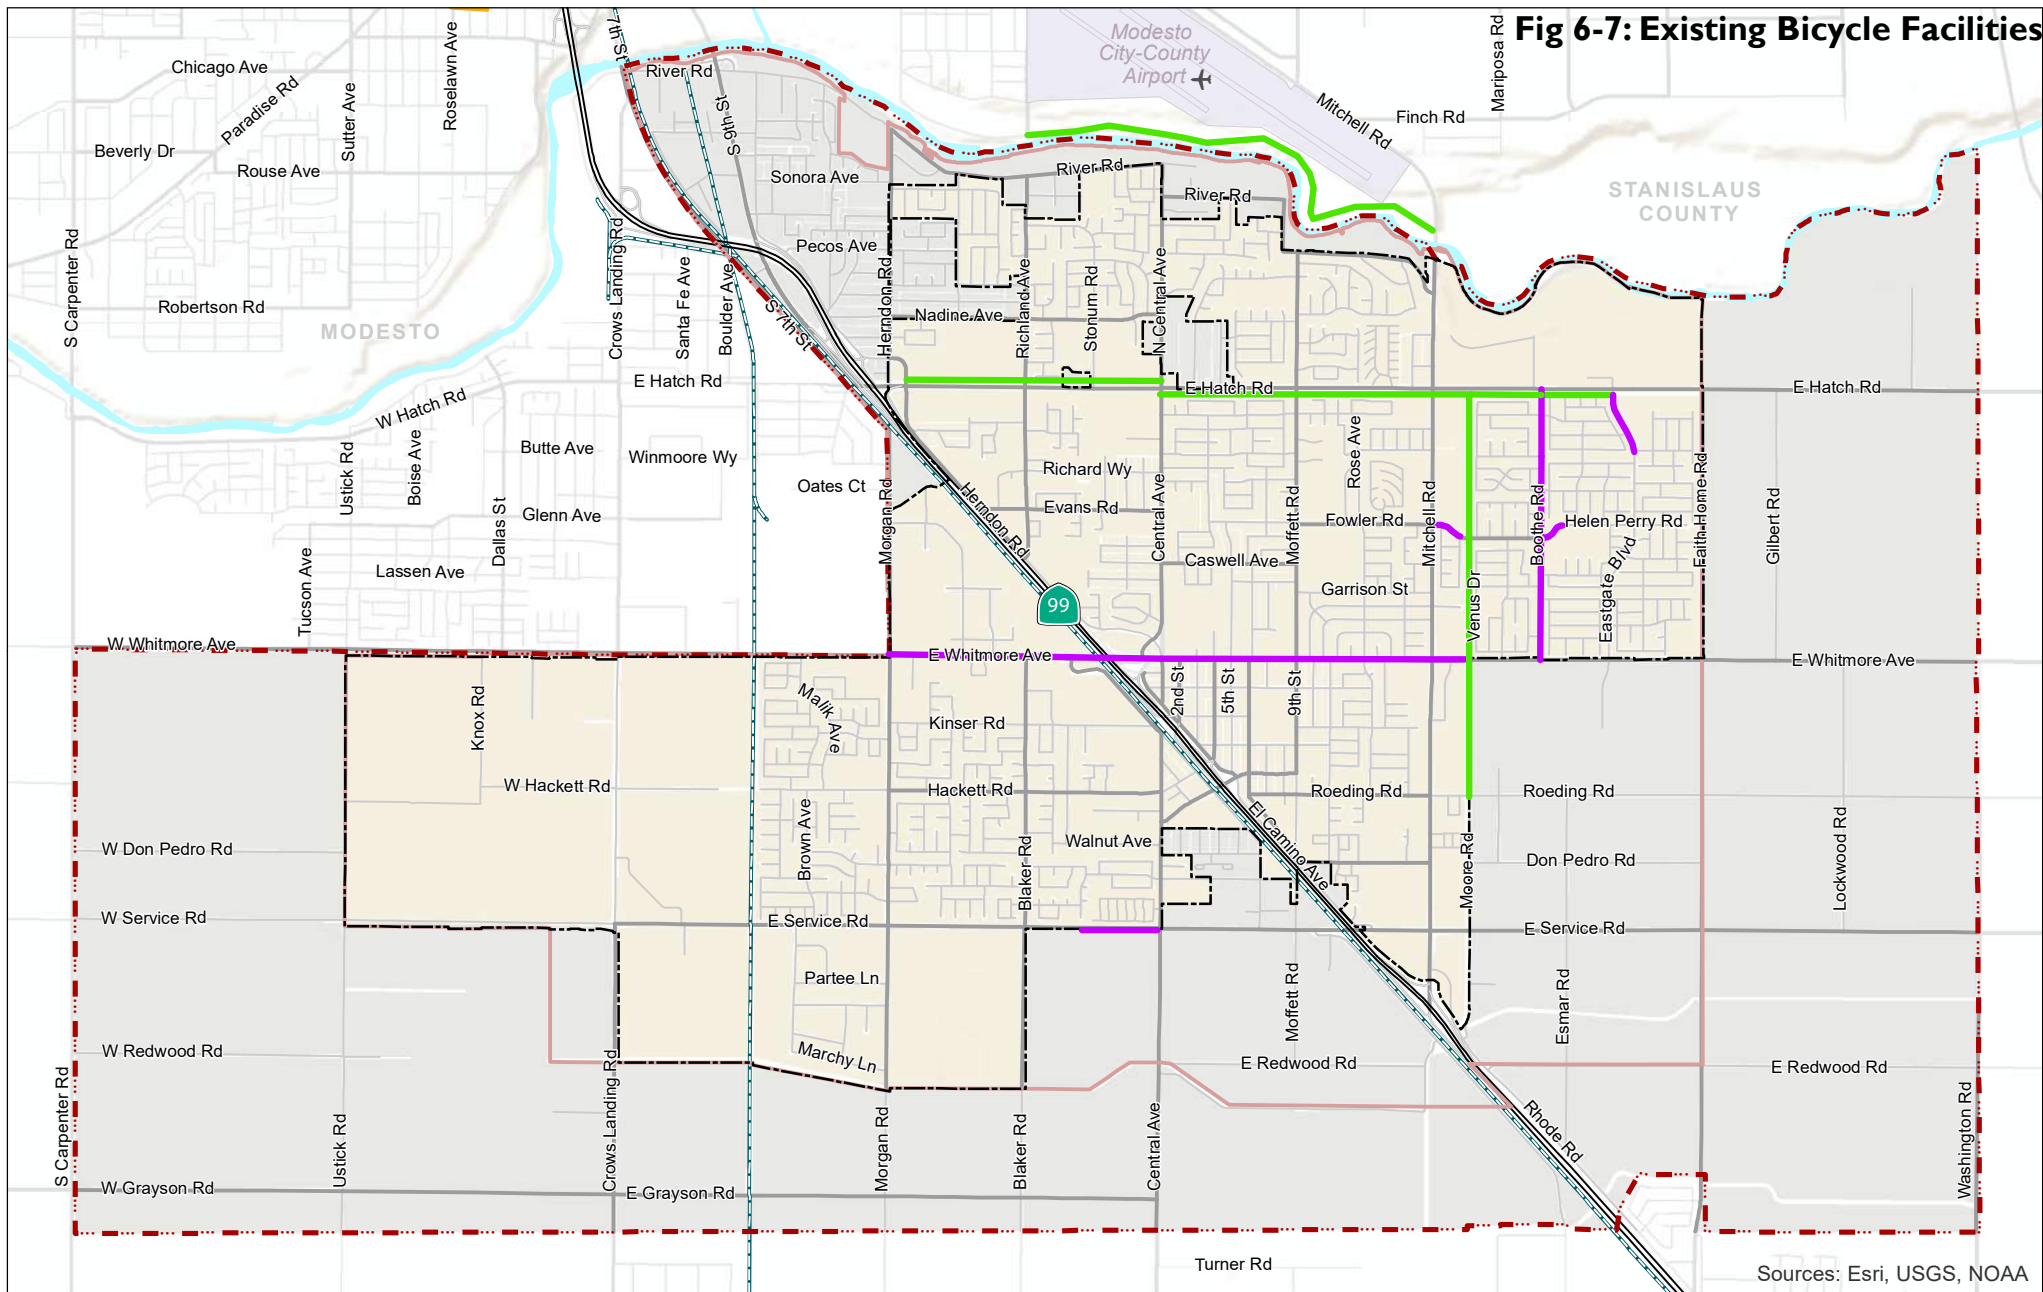 Fig 6-7: Existing Bicycle Facilities
Modesto
City-County
Airport
7th St
Roselawn Ave
Mariposa Rd
Chicago Ave
River Rd
Paradise Rd
Sutter Ave
S 9th St
Mitchell Rd
Finch Rd
Beverly Dr
Rouse Ave
Sonora Ave
River Rd
River Rd
STANISLAUS
COUNTY
S Carpenter Rd
Crows Landing Rd
Pecos Ave
Santa Fe Ave
Boulder Ave
Herndon Rd
Richland Ave
Stonum Rd
N Central Ave
Robertson Rd
MODESTO
S 7th St
Nadine Ave
E Hatch Rd
E Hatch Rd
E Hatch Rd
W Hatch Rd
Ustick Rd
Boise Ave
Butte Ave
Winmoore Wy
Oates Ct
Richard Wy
Rose Ave
Dallas St
Glenn Ave
Morgan Rd
Herndon Rd
Evans Rd
Central Ave
Moffett Rd
Fowler Rd
Mitchell Rd
Boothe Rd
Helen Perry Rd
Faith Home Rd
Gilbert Rd
Tucson Ave
Lassen Ave
Caswell Ave
Garrison St
Venus Dr
Eastgate Blvd
99
W Whitmore Ave
E Whitmore Ave
E Whitmore Ave
Knox Rd
Malik Ave
Kinser Rd
2nd St
5th St
9th St
W Hackett Rd
Hackett Rd
Roeding Rd
Roeding Rd
Brown Ave
El Camino Ave
W Don Pedro Rd
Blaker Rd
Walnut Ave
Moore Rd
Don Pedro Rd
Lockwood Rd
W Service Rd
E Service Rd
E Service Rd
Partee Ln
Moffett Rd
Esmar Rd
W Redwood Rd
Marchy Ln
E Redwood Rd
E Redwood Rd
S Carpenter Rd
Ustick Rd
Crows Landing Rd
Morgan Rd
Blaker Rd
Central Ave
Rhode Rd
Washington Rd
W Grayson Rd
E Grayson Rd
Turner Rd
Sources: Esri, USGS, NOAA